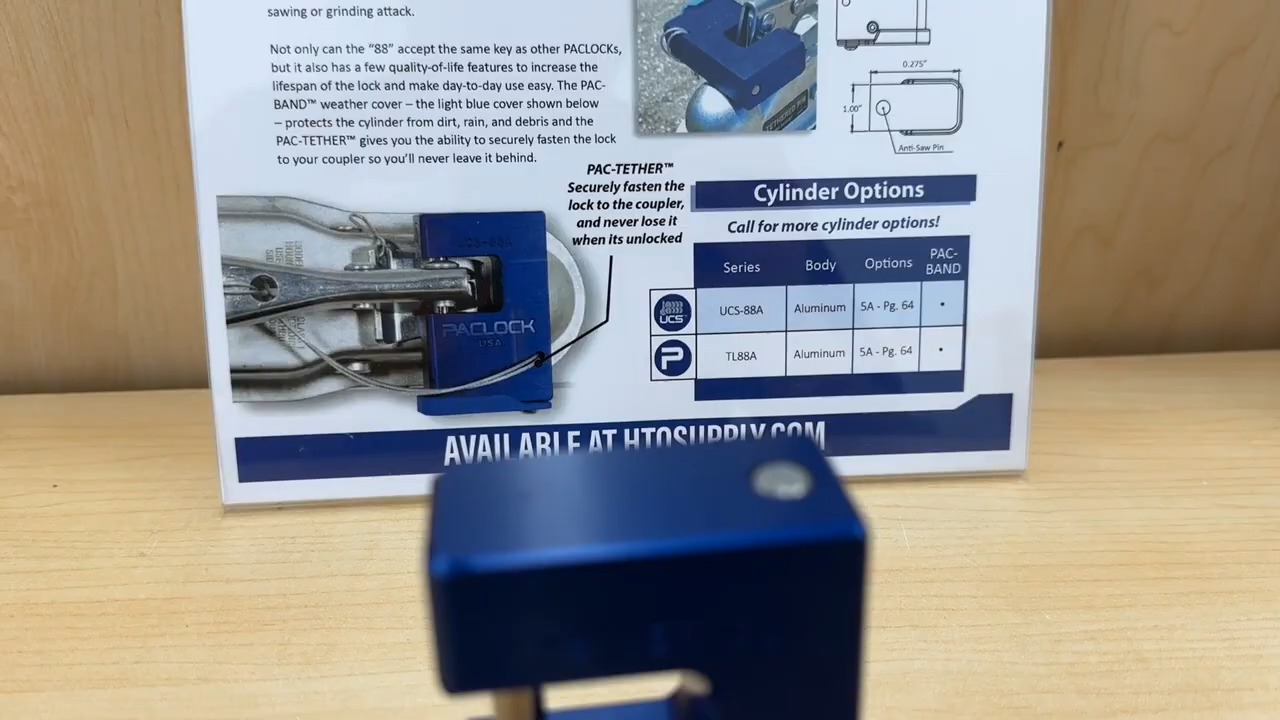 sawing or grinding attack.
Not only can the “88” accept the same key as other PACLOCKs,
but it also has a few quality-of-life features to increase the
lifespan of the lock and make day-to-day use easy. The PAC-
BAND™ weather cover – the light blue cover shown below
– protects the cylinder from dirt, rain, and debris and the
PAC-TETHER™ gives you the ability to securely fasten the lock
to your coupler so you’ll never leave it behind.
PAC-TETHER™
Securely fasten the
lock to the coupler,
and never lose it
when its unlocked
UCS-88A
PACLOCK
USA
0.275"
1.00"
Anti-Saw Pin
Cylinder Options
Call for more cylinder options!
Series Body Options PAC-
BAND
UCS UCS-88A Aluminum 5A - Pg. 64 •
P TL88A Aluminum 5A - Pg. 64 •
AVAILABLE AT HTOSUPPLY.COM